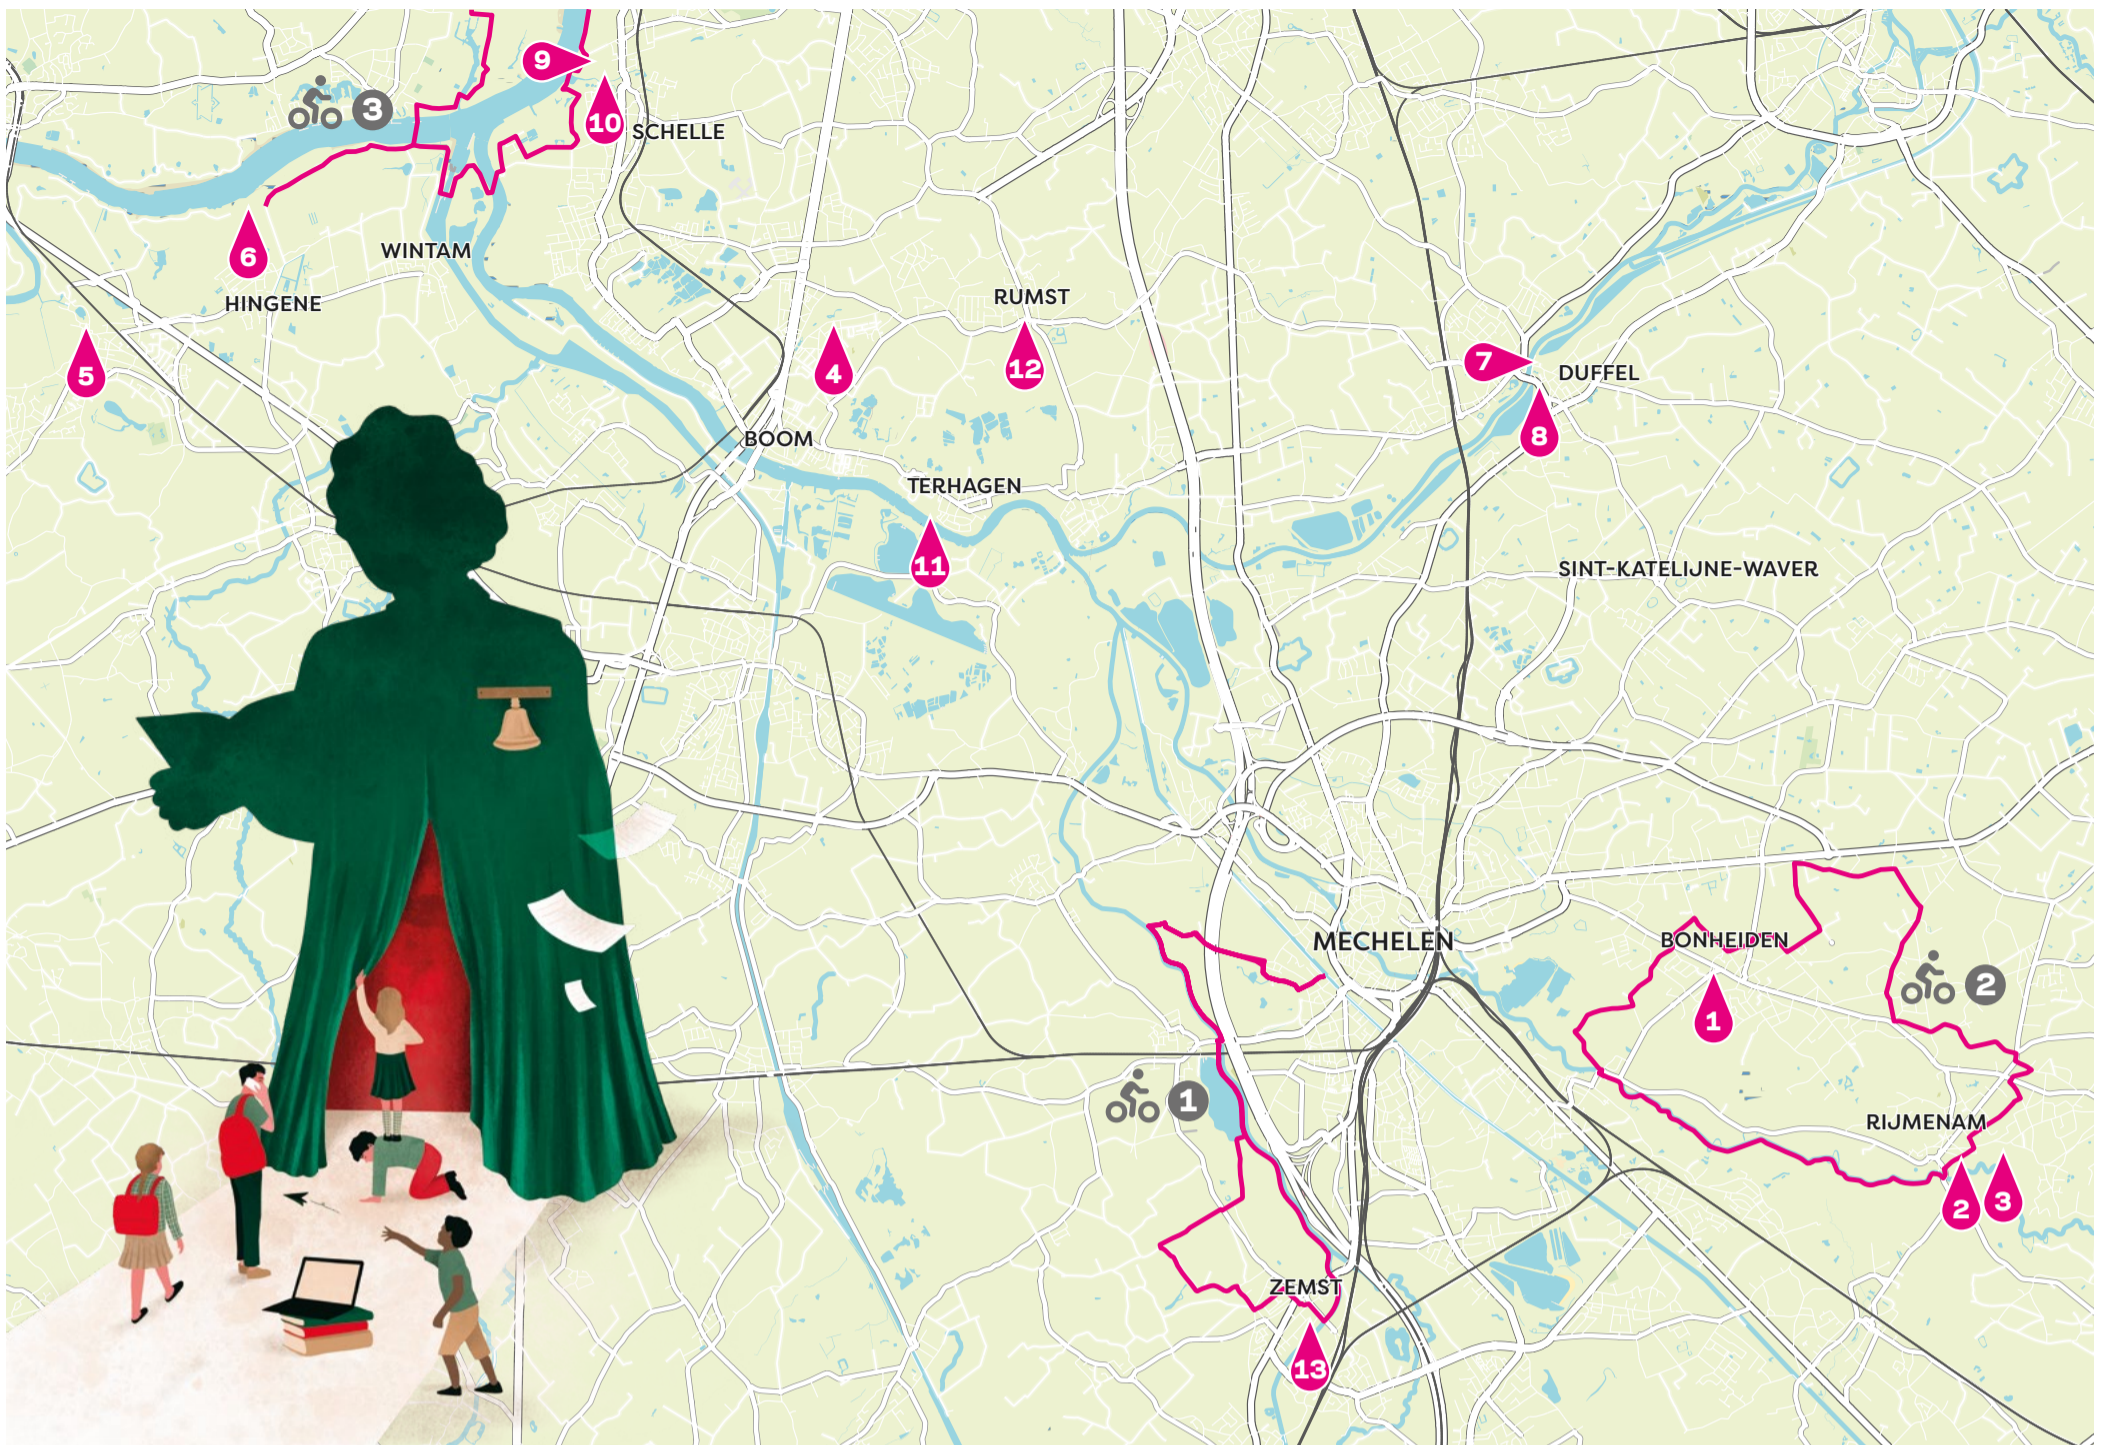 9
3
10
SCHELLE
6
WINTAM
HINGENE
RUMST
5
4
12
7
DUFFEL
8
BOOM
TERHAGEN
11
SINT-KATELIJNE-WAVER
MECHELEN
BONHEIDEN
2
1
1
RIJMENAM
2
3
ZEMST
13